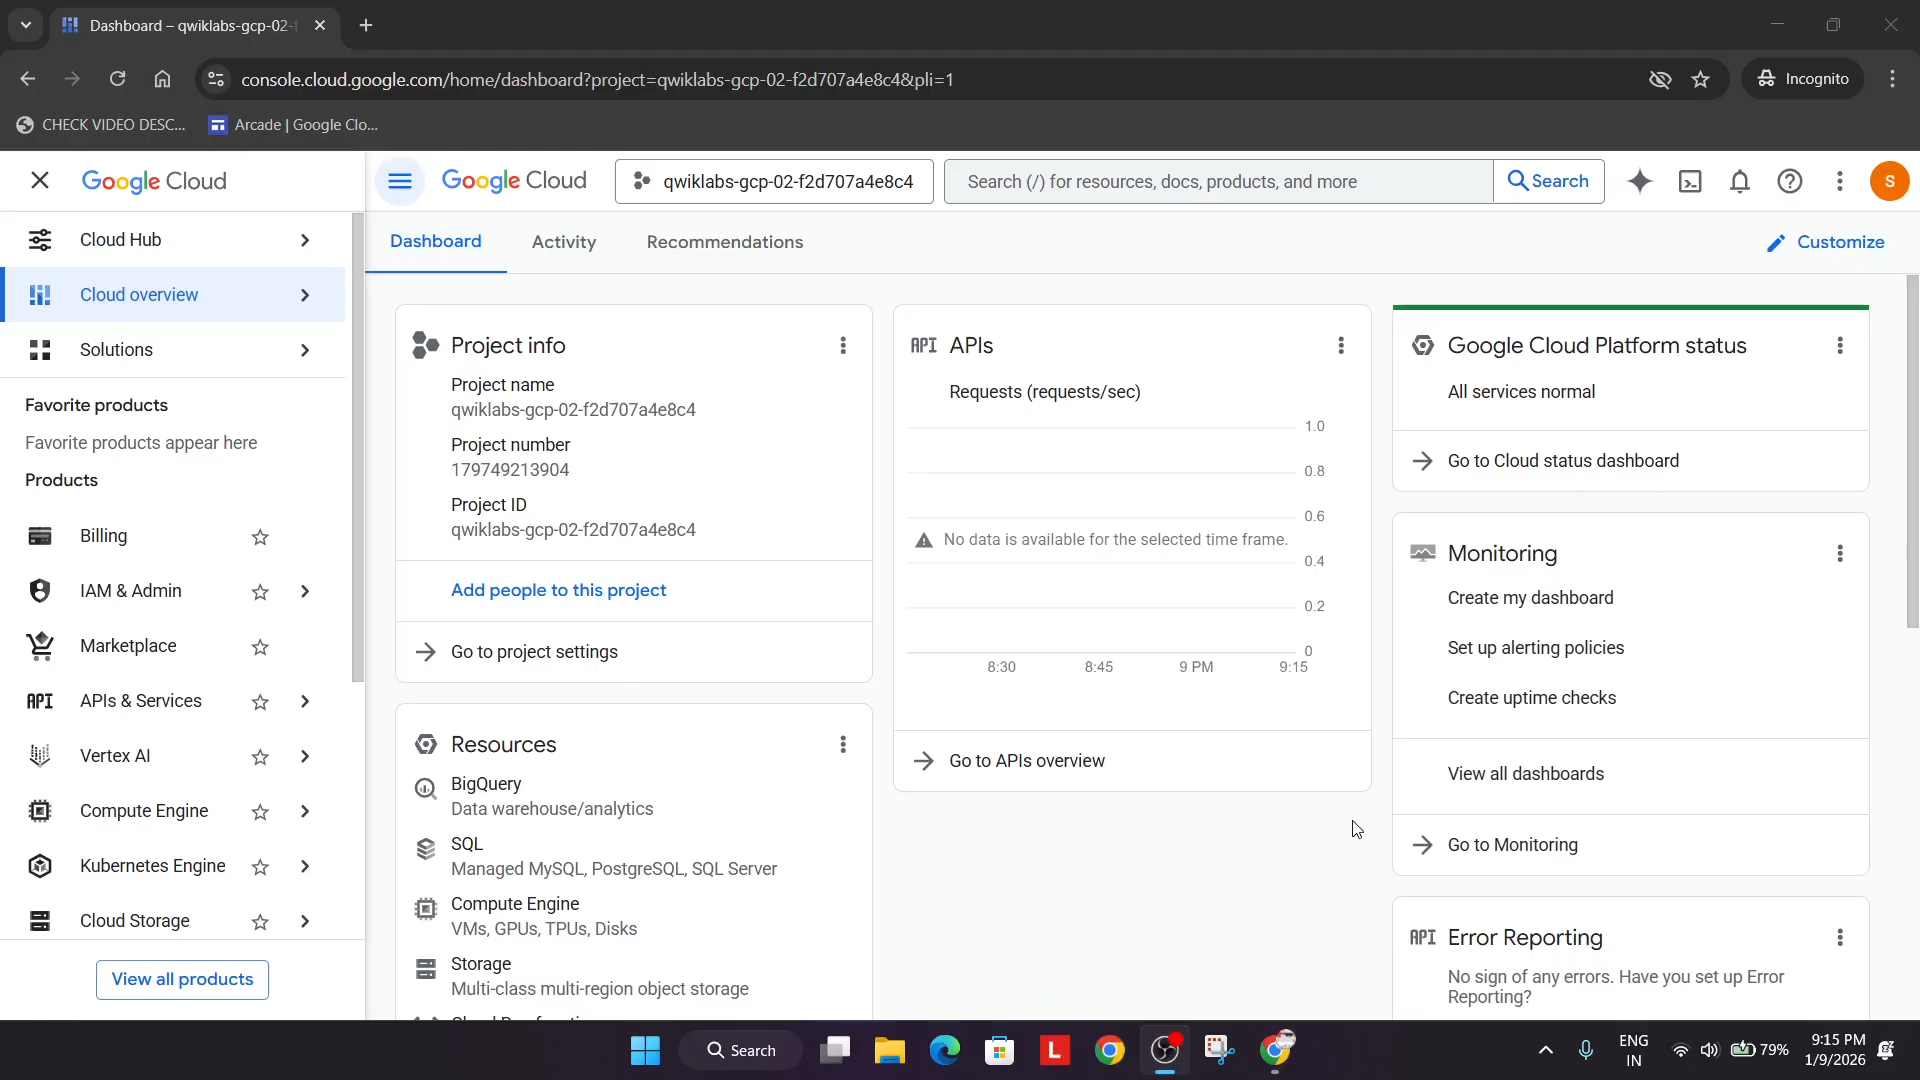 Dashboard – qwiklabs-gcp-02-f
console.cloud.google.com/home/dashboard?project=qwiklabs-gcp-02-f2d707a4e8c4&pli=1
Incognito
CHECK VIDEO DESC...
Arcade | Google Clo...
Google Cloud
Google Cloud
qwiklabs-gcp-02-f2d707a4e8c4
Search (/) for resources, docs, products, and more
Search
S
Cloud Hub
Cloud overview
Solutions
Favorite products
Favorite products appear here
Products
Billing
IAM & Admin
Marketplace
API APIs & Services
Vertex AI
Compute Engine
Kubernetes Engine
Cloud Storage
View all products
Dashboard
Activity
Recommendations
Customize
Project info
Project name
qwiklabs-gcp-02-f2d707a4e8c4
Project number
179749213904
Project ID
qwiklabs-gcp-02-f2d707a4e8c4
Add people to this project
Go to project settings
Resources
BigQuery
Data warehouse/analytics
SQL
Managed MySQL, PostgreSQL, SQL Server
Compute Engine
VMs, GPUs, TPUs, Disks
Storage
Multi-class multi-region object storage
API APIs
Requests (requests/sec)
1.0
0.8
0.6
No data is available for the selected time frame.
0.4
0.2
0
8:30 8:45 9 PM 9:15
Go to APIs overview
Google Cloud Platform status
All services normal
Go to Cloud status dashboard
Monitoring
Create my dashboard
Set up alerting policies
Create uptime checks
View all dashboards
Go to Monitoring
API Error Reporting
No sign of any errors. Have you set up Error
Reporting?
Search
L
ENG
IN
79%
9:15 PM
1/9/2026